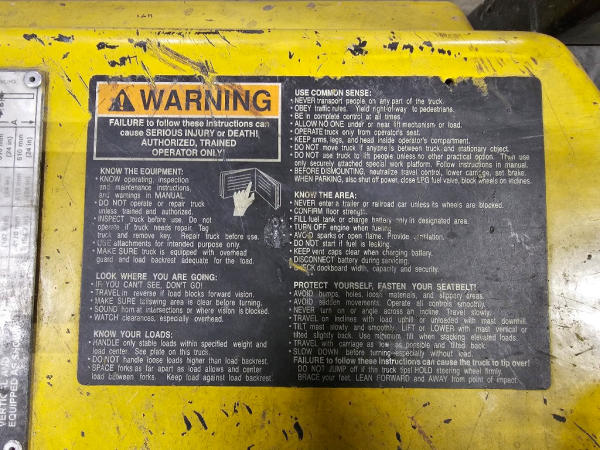 WARNING
FAILURE to follow these instructions can
cause SERIOUS INJURY or DEATH!
AUTHORIZED, TRAINED
OPERATOR ONLY!
KNOW THE EQUIPMENT:
• KNOW operating, inspection
and maintenance instructions,
and warnings in MANUAL.
• DO NOT operate or repair truck
unless trained and authorized.
• INSPECT truck before use. Do not
operate if truck needs repair. Tag
truck and remove key. Repair truck before use.
• USE attachments for intended purpose only.
• MAKE SURE truck is equipped with overhead
guard and load backrest adequate for the load.
LOOK WHERE YOU ARE GOING:
• IF YOU CAN'T SEE, DON'T GO!
• TRAVEL in reverse if load blocks forward vision.
• MAKE SURE tailswing area is clear before turning.
• SOUND horn at intersections or where vision is blocked.
• WATCH clearances, especially overhead.
KNOW YOUR LOADS:
• HANDLE only stable loads within specified weight and
load center. See plate on this truck.
• DO NOT handle loose loads higher than load backrest.
• SPACE forks as far apart as load allows and center
load between forks. Keep load against load backrest.
USE COMMON SENSE:
• NEVER transport people on any part of the truck.
• OBEY traffic rules. Yield right-of-way to pedestrians.
• BE in complete control at all times.
• ALLOW NO ONE under or near lift mechanism or load.
• OPERATE truck only from operator's seat.
• KEEP arms, legs, and head inside operator's compartment.
• DO NOT move truck if anyone is between truck and stationary object.
• DO NOT use truck to lift people unless no other practical option. Then use
only securely attached special work platform. Follow instructions in manual.
• BEFORE DISMOUNTING, neutralize travel control, lower carriage, set brake.
WHEN PARKING, also shut off power, close LPG fuel valve, block wheels on inclines.
KNOW THE AREA:
• NEVER enter a trailer or railroad car unless its wheels are blocked.
• CONFIRM floor strength.
• FILL fuel tank or charge battery only in designated area.
• TURN OFF engine when fueling.
• AVOID sparks or open flame. Provide ventilation.
• DO NOT start if fuel is leaking.
• KEEP vent caps clear when charging battery.
• DISCONNECT battery during servicing.
• CHECK dockboard width, capacity, and security.
PROTECT YOURSELF, FASTEN YOUR SEATBELT!
• AVOID bumps, holes, loose materials, and slippery areas.
• AVOID sudden movements. Operate all controls smoothly.
• NEVER turn on or angle across an incline. Travel slowly.
• TRAVEL on inclines with load uphill or unloaded with mast downhill.
• TILT mast slowly and smoothly. LIFT or LOWER with mast vertical or
tilted slightly back. Use minimum tilt when stacking elevated loads.
• TRAVEL with carriage as low as possible and tilted back.
• SLOW DOWN before turning-especially without load.
FAILURE to follow these instructions can cause the truck to tip over!
DO NOT JUMP off if the truck tips! HOLD steering wheel firmly.
BRACE your feet. LEAN FORWARD and AWAY from point of impact.